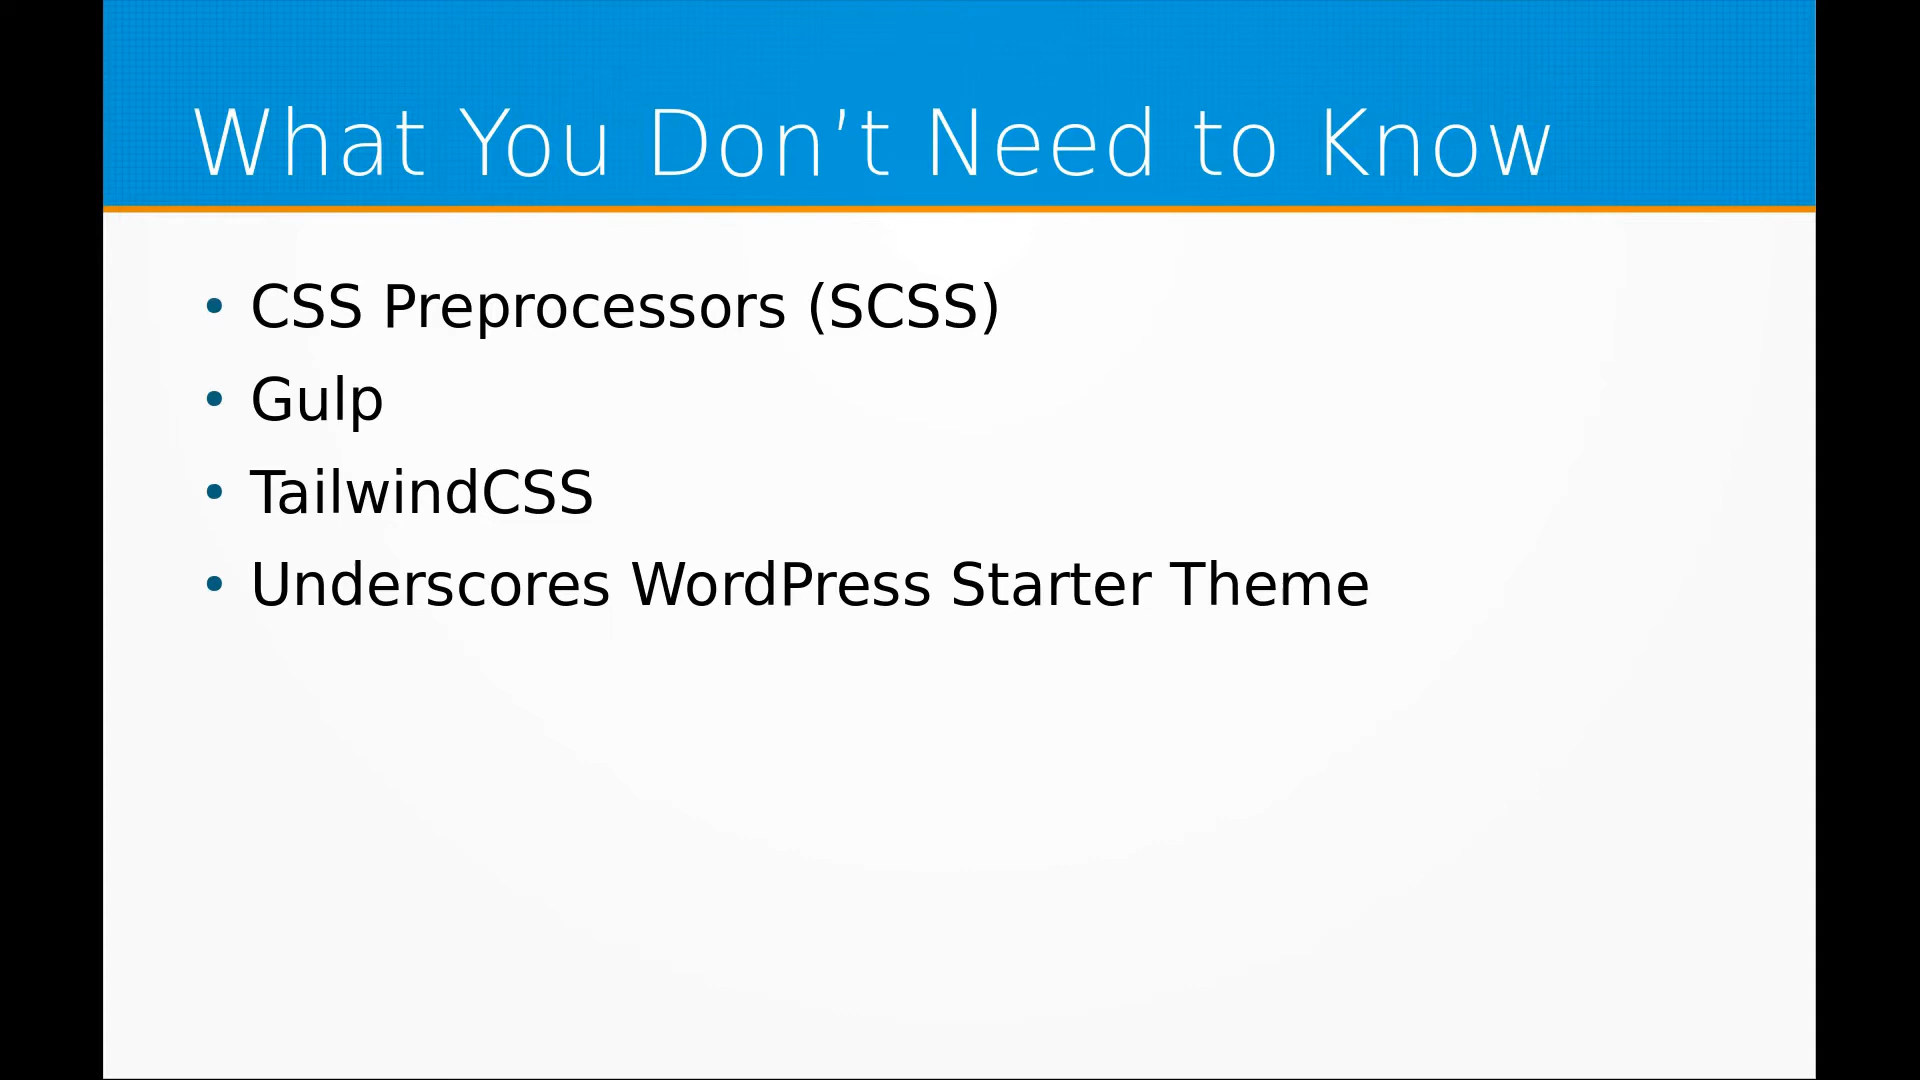 What You Don’t Need to Know
• CSS Preprocessors (SCSS)
• Gulp
• TailwindCSS
• Underscores WordPress Starter Theme